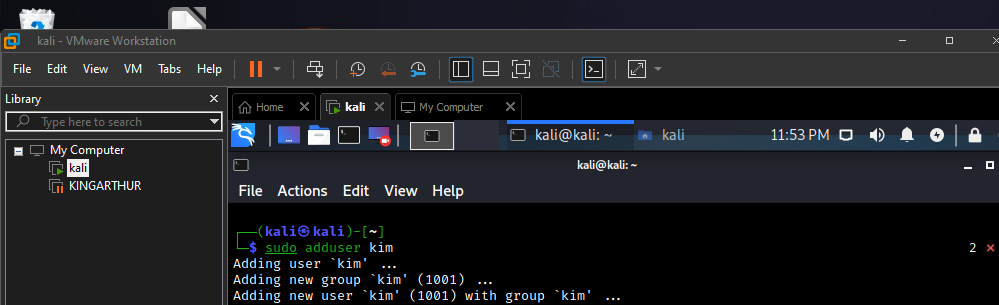 kali - VMware Workstation
File Edit View VM Tabs Help
Library
Type here to search
My Computer
kali
KINGARTHUR
Home kali My Computer
kali@kali: ~ kali 11:53 PM
kali@kali: ~
File Actions Edit View Help
┌──(kali㉿kali)-[~]
└─$ sudo adduser kim 2 ⨯
Adding user `kim' ...
Adding new group `kim' (1001) ...
Adding new user `kim' (1001) with group `kim' ...